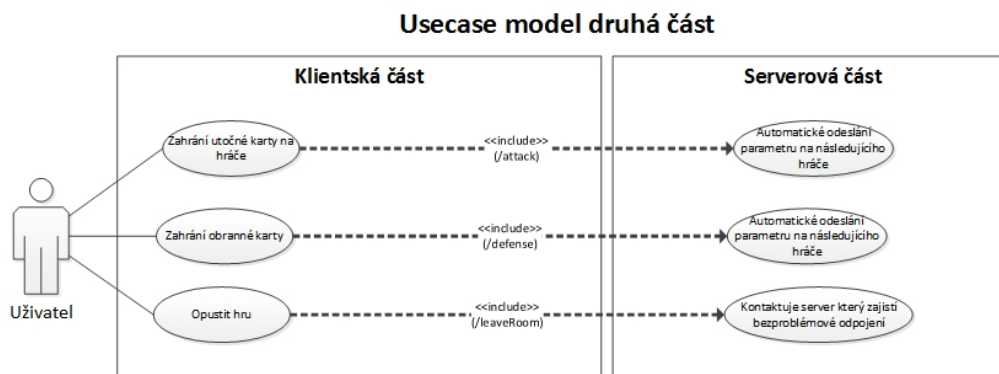 Usecase model druhá část
Klientská část
Serverová část
Zahrání utočné karty na
hráče
<<include>>
(/attack)
Automatické odeslání
parametru na následujícího
hráče
Zahrání obranné karty
<<include>>
(/defense)
Automatické odeslání
parametru na následujícího
hráče
Uživatel
Opustit hru
<<include>>
(/leaveRoom)
Kontaktuje server který zajistí
bezproblémové odpojení